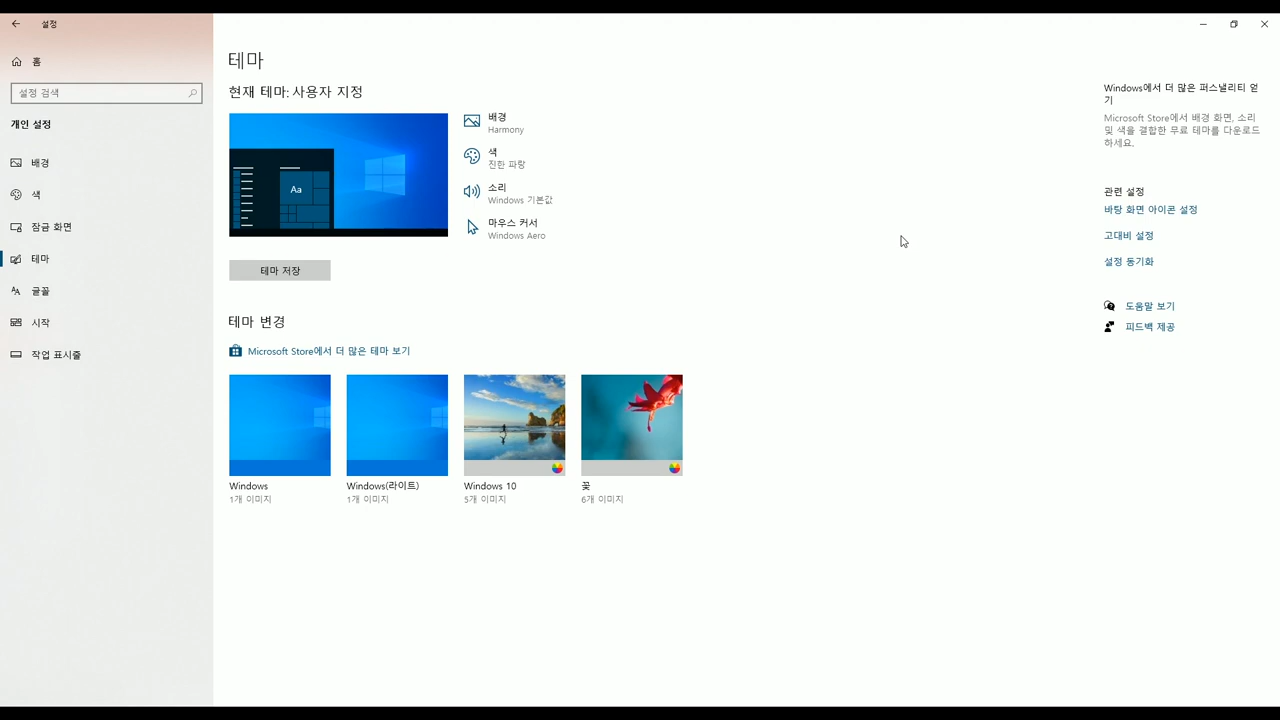 설정
홈
설정 검색
개인 설정
배경
색
잠금 화면
테마
글꼴
시작
작업 표시줄
테마
현재 테마: 사용자 지정
Aa
배경
Harmony
색
진한 파랑
소리
Windows 기본값
마우스 커서
Windows Aero
테마 저장
테마 변경
Microsoft Store에서 더 많은 테마 보기
Windows
1개 이미지
Windows(라이트)
1개 이미지
Windows 10
5개 이미지
꽃
6개 이미지
Windows에서 더 많은 퍼스낼리티 얻
기
Microsoft Store에서 배경 화면, 소리
및 색을 결합한 무료 테마를 다운로드
하세요.
관련 설정
바탕 화면 아이콘 설정
고대비 설정
설정 동기화
도움말 보기
피드백 제공